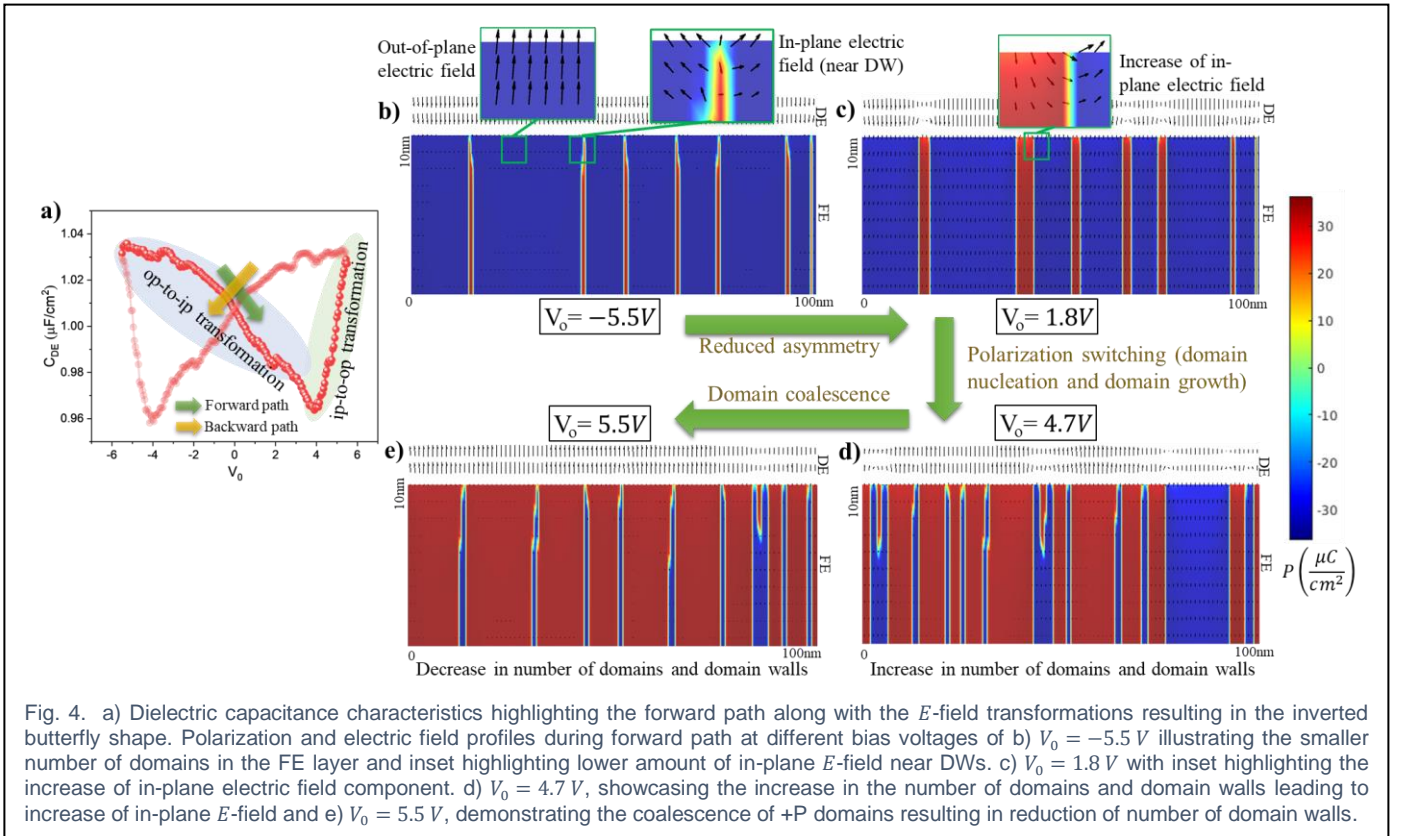 Out-of-plane
electric field
In-plane electric
field (near DW)
Increase of in-
plane electric field
b)
DE
10nm
FE
0
100nm
c)
DE
10nm
FE
0
100nm
V₀= −5.5V
Reduced asymmetry
V₀= 1.8V
Polarization switching (domain
nucleation and domain growth)
Domain coalescence
V₀= 5.5V
V₀= 4.7V
a)
1.04
1.02
1.00
0.98
0.96
C_DE (μF/cm²)
op-to-ip transformation
ip-to-op transformation
Forward path
Backward path
-6
-4
-2
0
2
4
6
V₀
e)
DE
10nm
FE
0
100nm
Decrease in number of domains and domain walls
d)
DE
10nm
FE
0
100nm
Increase in number of domains and domain walls
30
20
10
0
-10
-20
-30
P(μC/cm²)
Fig. 4. a) Dielectric capacitance characteristics highlighting the forward path along with the E-field transformations resulting in the inverted
butterfly shape. Polarization and electric field profiles during forward path at different bias voltages of b) V₀ = −5.5 V illustrating the smaller
number of domains in the FE layer and inset highlighting lower amount of in-plane E-field near DWs. c) V₀ = 1.8 V with inset highlighting the
increase of in-plane electric field component. d) V₀ = 4.7 V, showcasing the increase in the number of domains and domain walls leading to
increase of in-plane E-field and e) V₀ = 5.5 V, demonstrating the coalescence of +P domains resulting in reduction of number of domain walls.